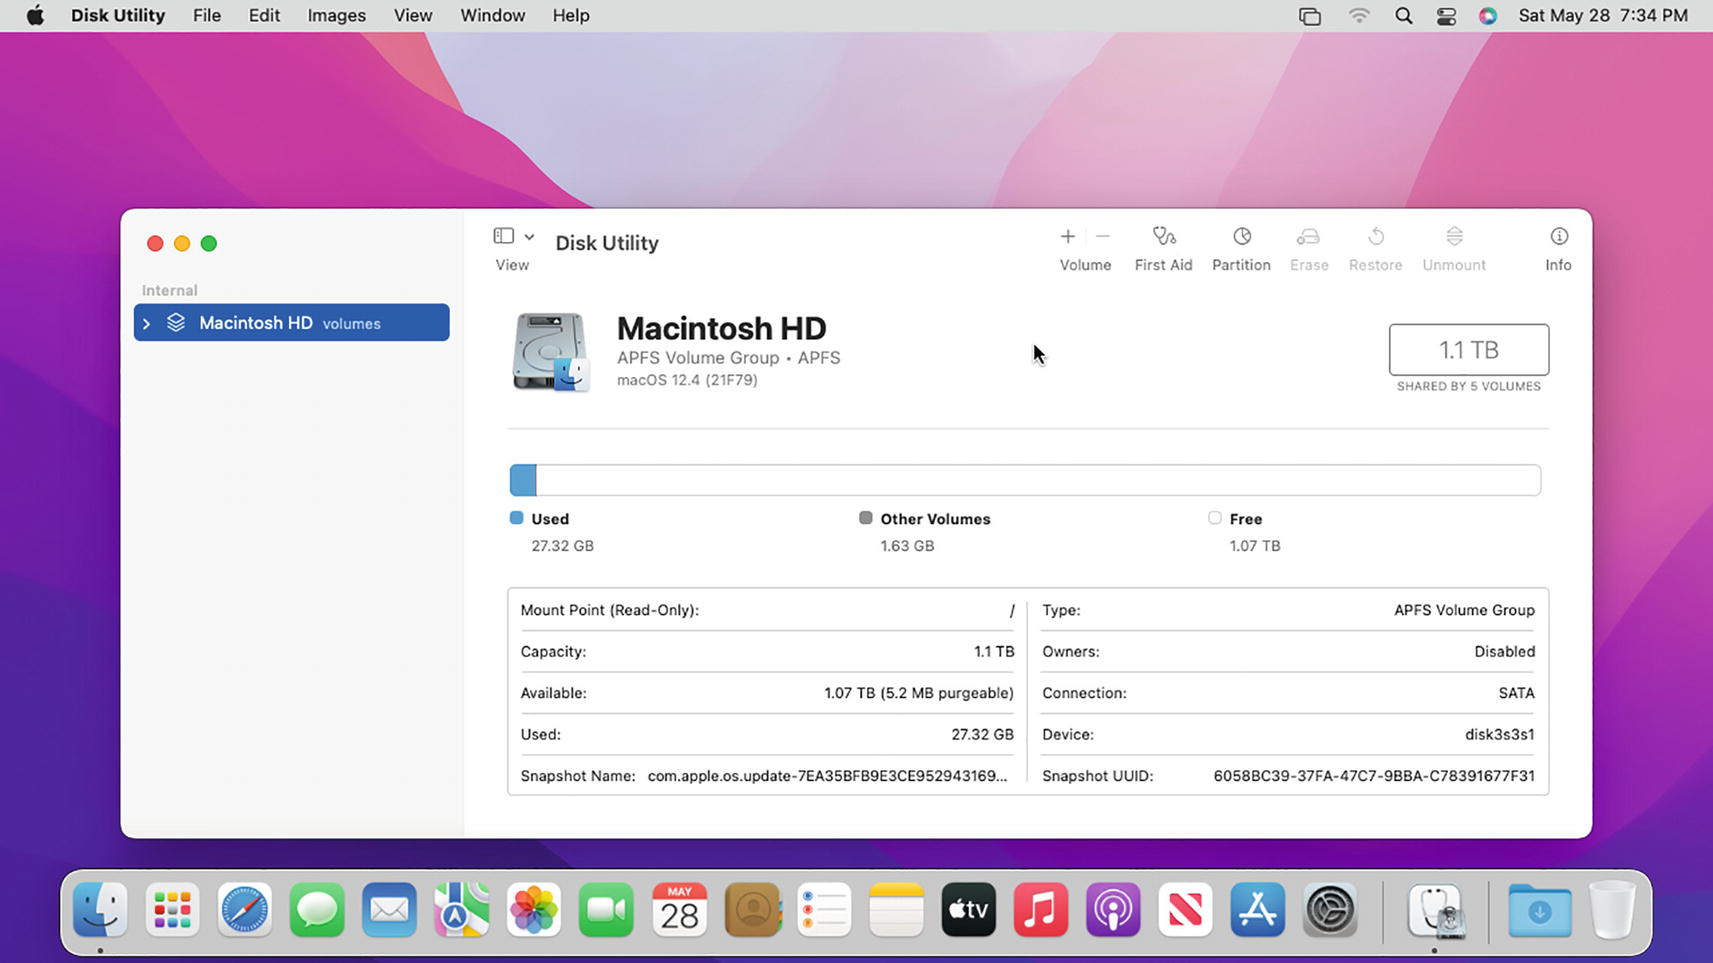 Disk Utility File Edit Images View Window Help Sat May 28 7:34 PM
View
Disk Utility
Volume First Aid Partition Erase Restore Unmount Info
Internal
Macintosh HD volumes
Macintosh HD
APFS Volume Group • APFS
macOS 12.4 (21F79)
1.1 TB
SHARED BY 5 VOLUMES
Used
27.32 GB
Other Volumes
1.63 GB
Free
1.07 TB
Mount Point (Read-Only): /
Capacity: 1.1 TB
Available: 1.07 TB (5.2 MB purgeable)
Used: 27.32 GB
Snapshot Name: com.apple.os.update-7EA35BFB9E3CE952943169...
Type: APFS Volume Group
Owners: Disabled
Connection: SATA
Device: disk3s3s1
Snapshot UUID: 6058BC39-37FA-47C7-9BBA-C78391677F31
MAY
28
tv